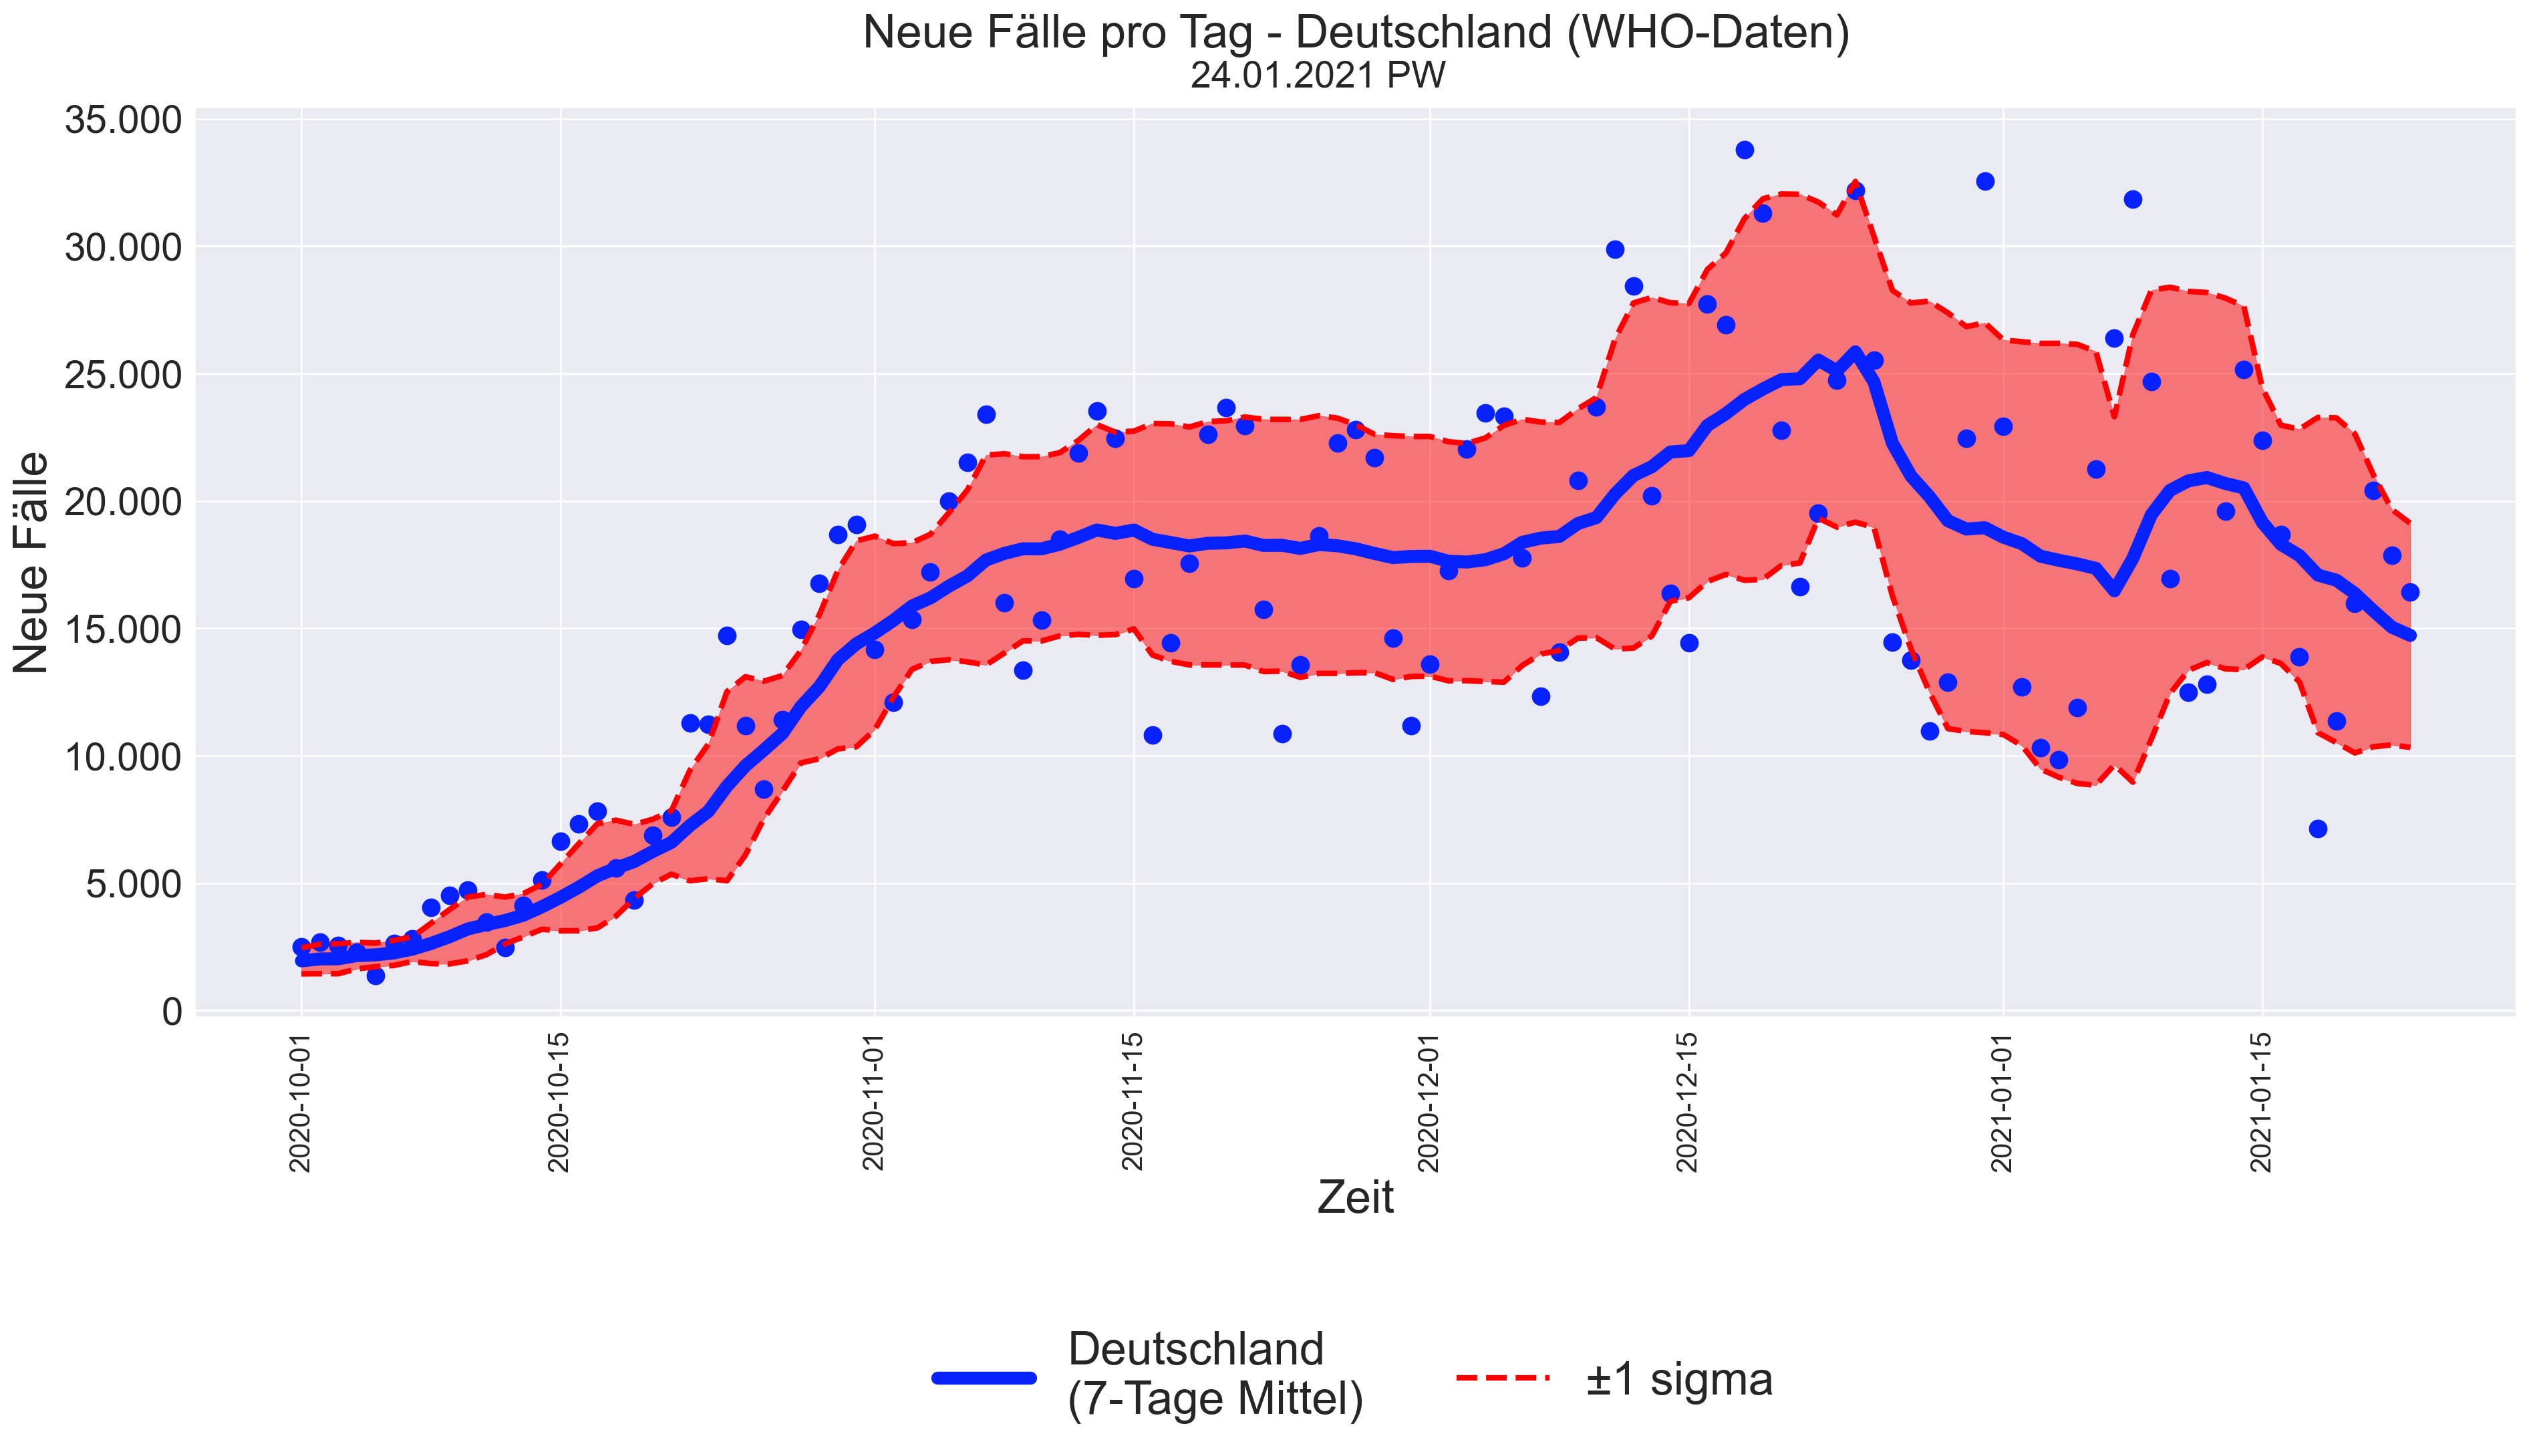 Neue Fälle pro Tag - Deutschland (WHO-Daten)
24.01.2021 PW
35.000
30.000
25.000
20.000
15.000
10.000
5.000
0
Neue Fälle
2020-10-01
2020-10-15
2020-11-01
2020-11-15
2020-12-01
2020-12-15
2021-01-01
2021-01-15
Zeit
Deutschland
(7-Tage Mittel)
±1 sigma